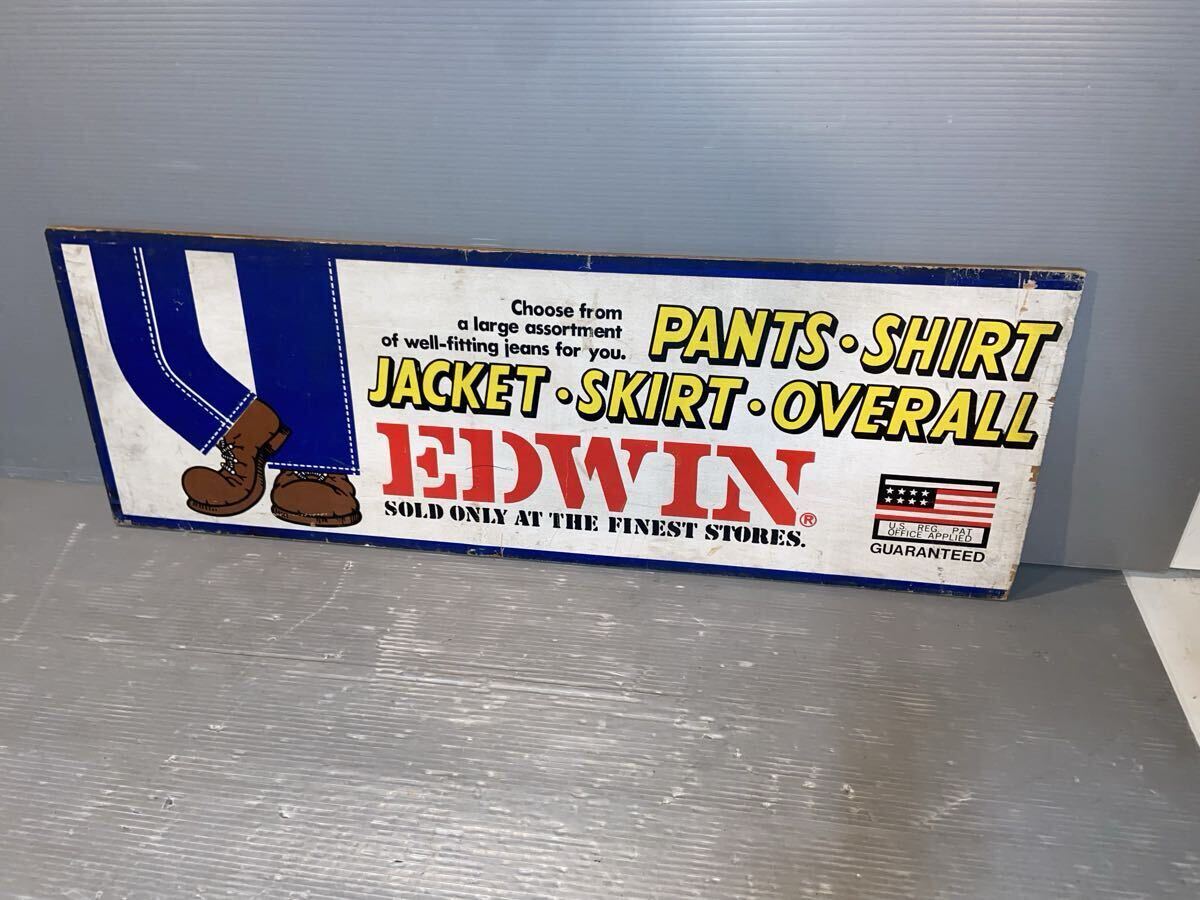 Choose from
a large assortment
of well-fitting jeans for you.
PANTS・SHIRT
JACKET・SKIRT・OVERALL
EDWIN®
SOLD ONLY AT THE FINEST STORES.
U.S. REG. PAT
OFFICE APPLIED
GUARANTEED